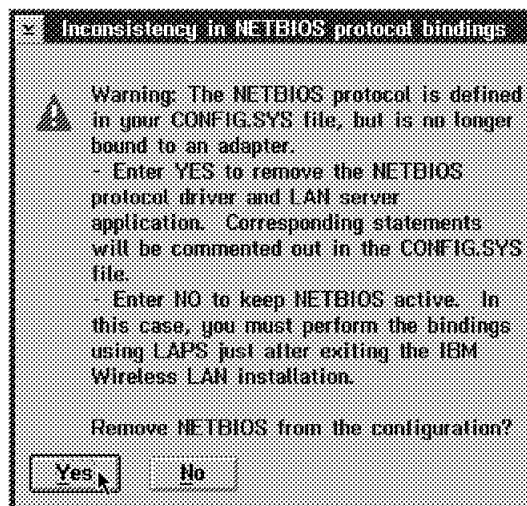 Inconsistency in NETBIOS protocol bindings
Warning: The NETBIOS protocol is defined
in your CONFIG.SYS file, but is no longer
bound to an adapter.
- Enter YES to remove the NETBIOS
protocol driver and LAN server
application. Corresponding statements
will be commented out in the CONFIG.SYS
file.
- Enter NO to keep NETBIOS active. In
this case, you must perform the bindings
using LAPS just after exiting the IBM
Wireless LAN installation.
Remove NETBIOS from the configuration?
Yes
No